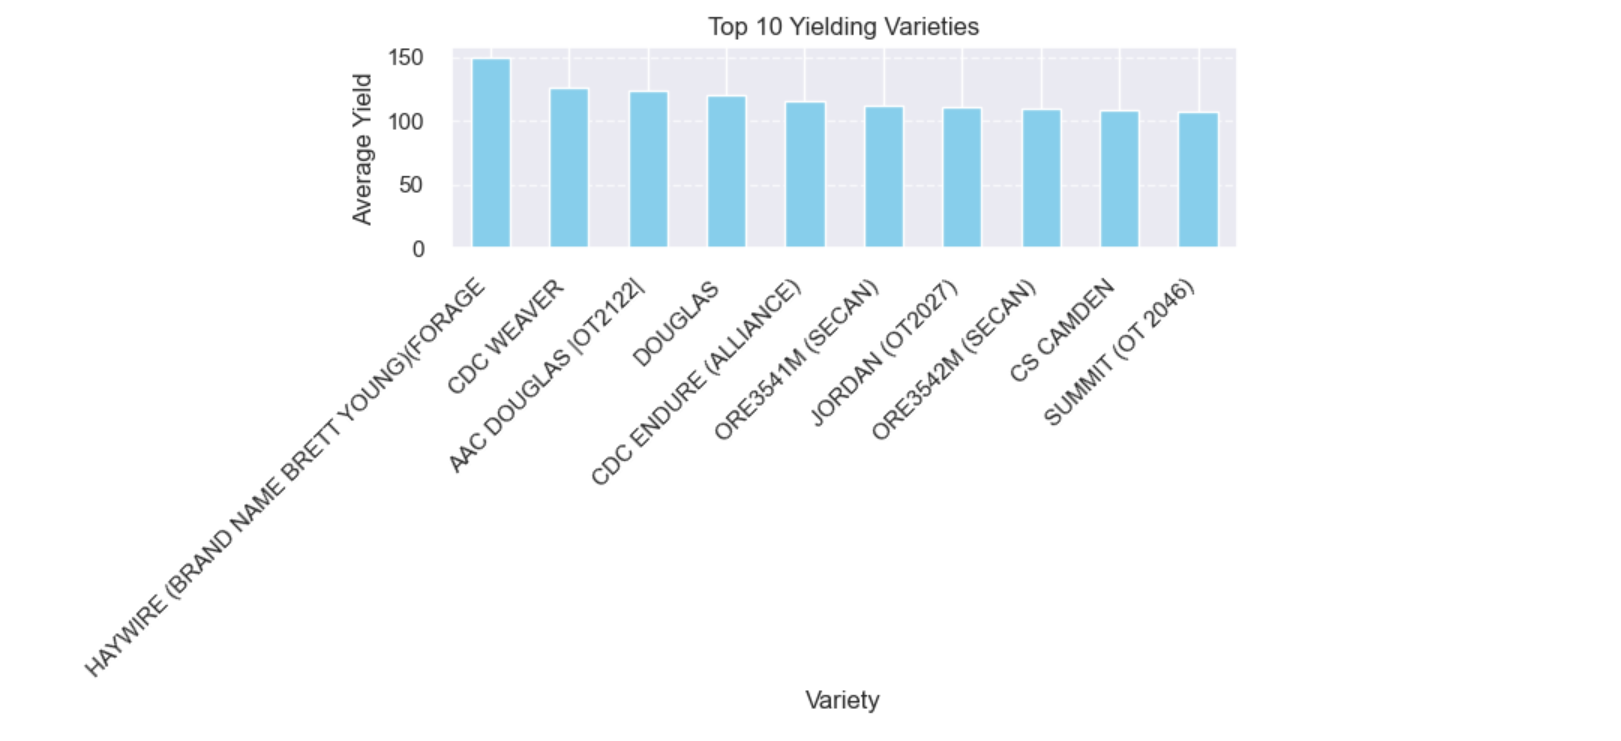 Top 10 Yielding Varieties
Average Yield
150
100
50
0
HAYWIRE (BRAND NAME BRETT YOUNG)(FORAGE
CDC WEAVER
AAC DOUGLAS |OT2122|
DOUGLAS
CDC ENDURE (ALLIANCE)
ORE3541M (SECAN)
JORDAN (OT2027)
ORE3542M (SECAN)
CS CAMDEN
SUMMIT (OT 2046)
Variety